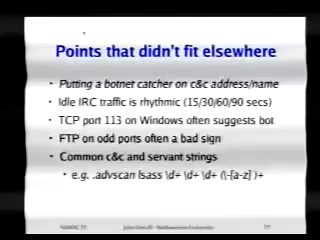 Points that didn't fit elsewhere
• Putting a botnet catcher on c&c address/name
• Idle IRC traffic is rhythmic (15/30/60/90 secs)
• TCP port 113 on Windows often suggests bot
• FTP on odd ports often a bad sign
• Common c&c and servant strings
• e.g. .advscan lsass \d+ \d+ \d+ (\-[a-z])+